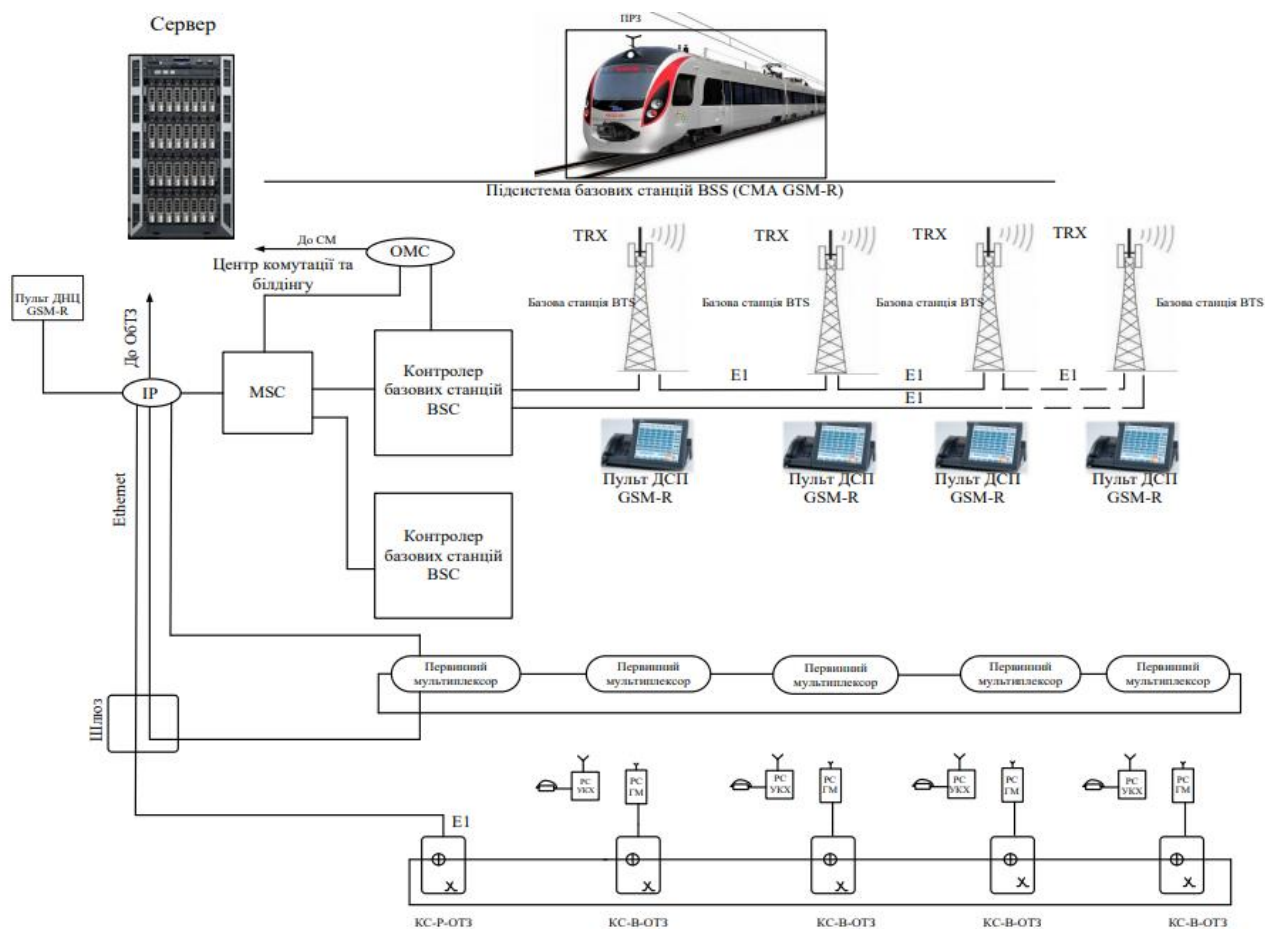 Сервер
ПРЗ
Підсистема базових станцій BSS (СМА GSM-R)
До СМ
ОМС
Центр комутації та
білдінгу
TRX
TRX
TRX
TRX
Базова станція BTS
Базова станція BTS
Базова станція BTS
Базова станція BTS
Пульт ДНЦ
GSM-R
До ОбТЗ
IP
MSC
Контролер
базових станцій
BSC
E1
E1
E1
E1
Пульт ДСП
GSM-R
Пульт ДСП
GSM-R
Пульт ДСП
GSM-R
Пульт ДСП
GSM-R
Ethernet
Контролер
базових станцій
BSC
Первинний
мультиплексор
Первинний
мультиплексор
Первинний
мультиплексор
Первинний
мультиплексор
Первинний
мультиплексор
Шлюз
РС
УКХ
РС
ГМ
РС
УКХ
РС
ГМ
РС
УКХ
РС
ГМ
РС
УКХ
РС
ГМ
E1
КС-Р-ОТЗ
КС-В-ОТЗ
КС-В-ОТЗ
КС-В-ОТЗ
КС-В-ОТЗ